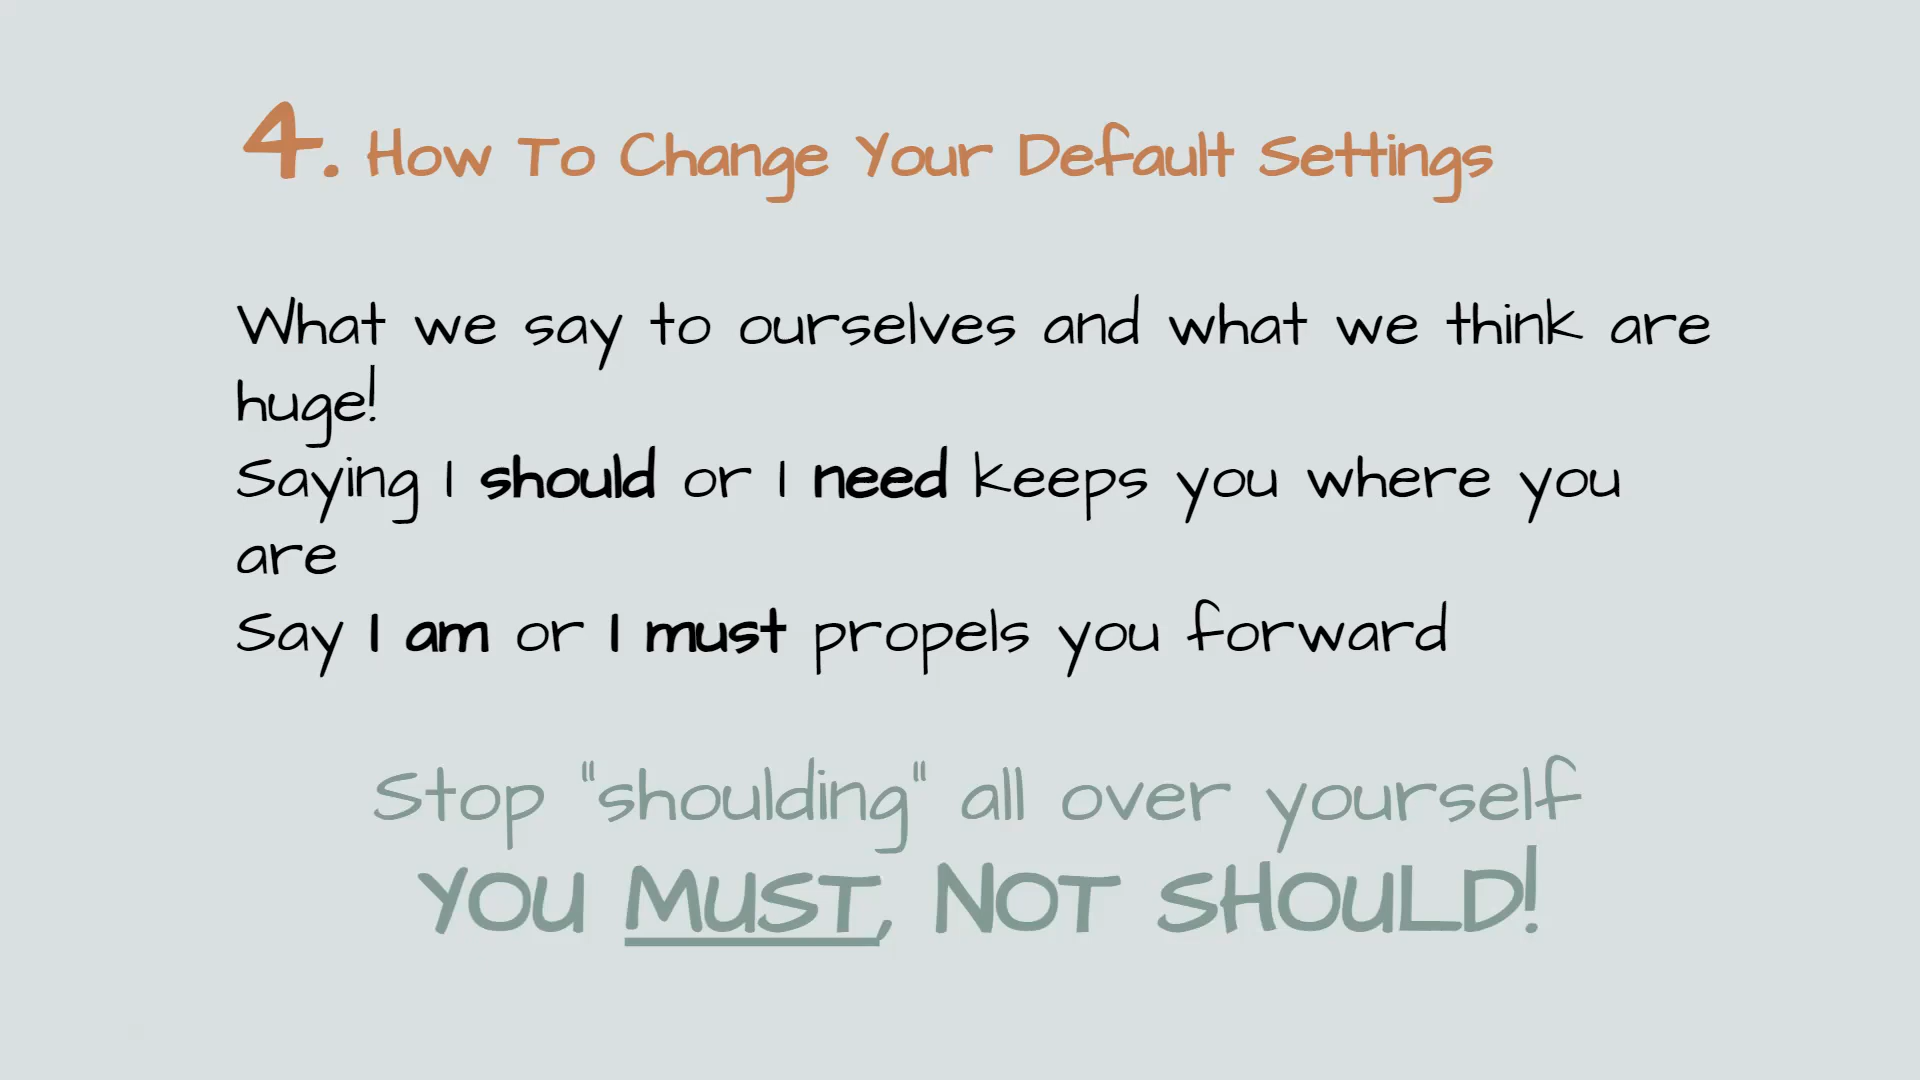 4. How To Change Your Default Settings
What we say to ourselves and what we think are
huge!
Saying I should or I need keeps you where you
are
Say I am or I must propels you forward
Stop "shoulding" all over yourself
YOU MUST, NOT SHOULD!